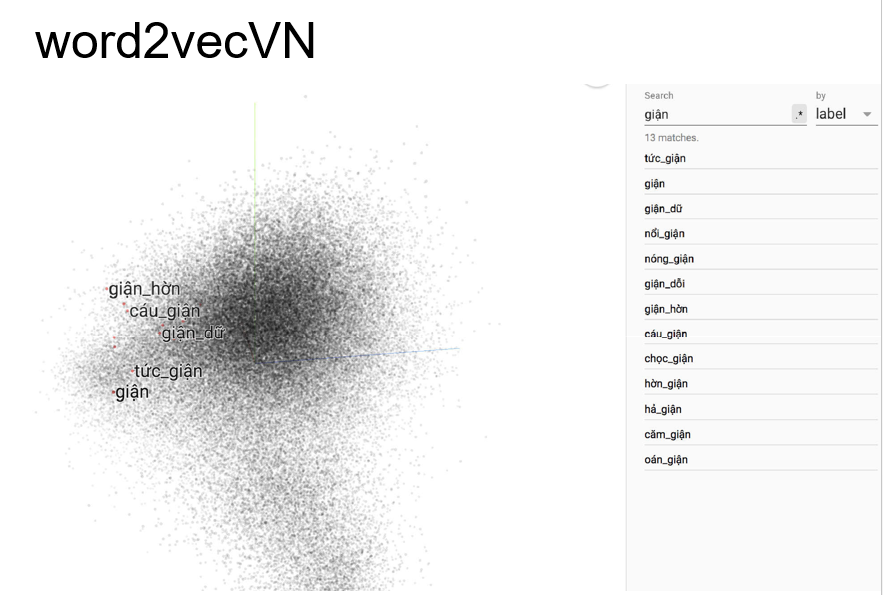 word2vecVN
giận_hờn
cáu_giận
giận_dữ
tức_giận
giận
Search
by
giận
.*
label
13 matches.
tức_giận
giận
giận_dữ
nổi_giận
nóng_giận
giận_dỗi
giận_hờn
cáu_giận
chọc_giận
hờn_giận
hả_giận
căm_giận
oán_giận